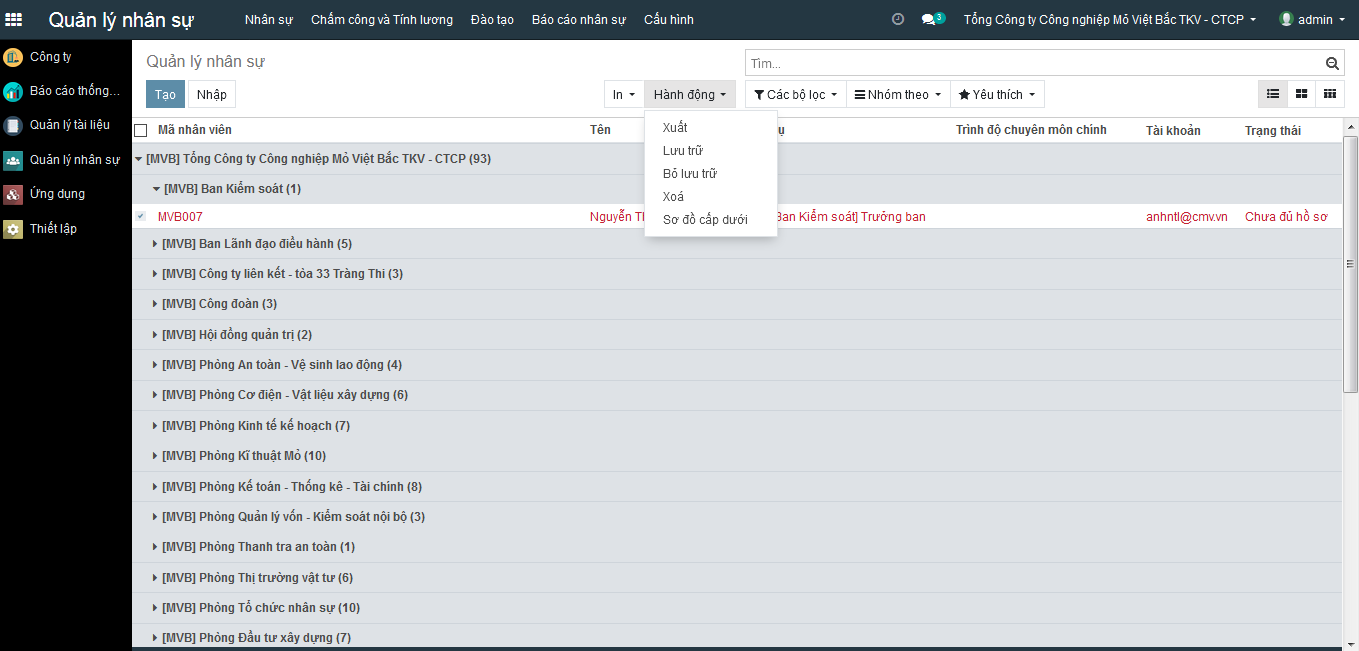 Quản lý nhân sự Nhân sự Chấm công và Tính lương Đào tạo Báo cáo nhân sự Cấu hình 3 Tổng Công ty Công nghiệp Mỏ Việt Bắc TKV - CTCP admin
Công ty
Báo cáo thống...
Quản lý tài liệu
Quản lý nhân sự
Ứng dụng
Thiết lập
Quản lý nhân sự
Tìm...
Tạo Nhập In Hành động Các bộ lọc Nhóm theo Yêu thích
Xuất
Lưu trữ
Bỏ lưu trữ
Xoá
Sơ đồ cấp dưới
Mã nhân viên Tên Trình độ chuyên môn chính Tài khoản Trạng thái
[MVB] Tổng Công ty Công nghiệp Mỏ Việt Bắc TKV - CTCP (93)
[MVB] Ban Kiểm soát (1)
MVB007 Nguyễn Ban Kiểm soát] Trưởng ban anhntl@cmv.vn Chưa đủ hồ sơ
[MVB] Ban Lãnh đạo điều hành (5)
[MVB] Công ty liên kết - tòa 33 Tràng Thi (3)
[MVB] Công đoàn (3)
[MVB] Hội đồng quản trị (2)
[MVB] Phòng An toàn - Vệ sinh lao động (4)
[MVB] Phòng Cơ điện - Vật liệu xây dựng (6)
[MVB] Phòng Kinh tế kế hoạch (7)
[MVB] Phòng Kĩ thuật Mỏ (10)
[MVB] Phòng Kế toán - Thống kê - Tài chính (8)
[MVB] Phòng Quản lý vốn - Kiểm soát nội bộ (3)
[MVB] Phòng Thanh tra an toàn (1)
[MVB] Phòng Thị trường vật tư (6)
[MVB] Phòng Tổ chức nhân sự (10)
[MVB] Phòng Đầu tư xây dựng (7)